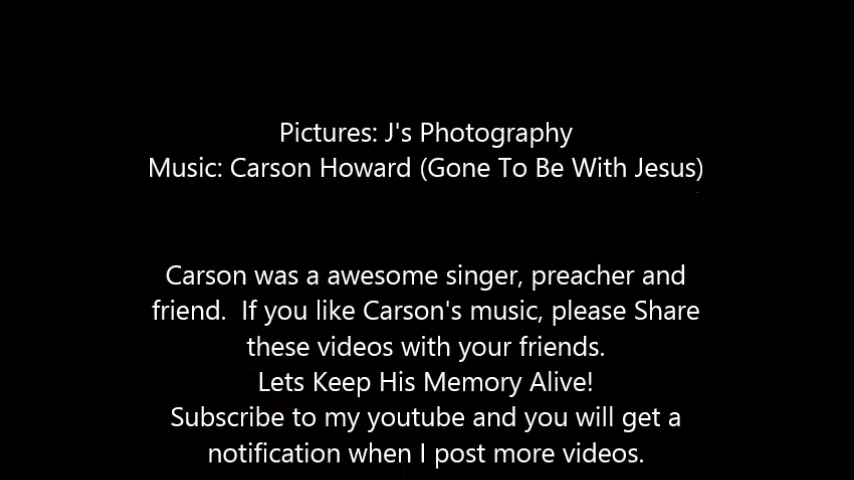 Pictures: J's Photography
Music: Carson Howard (Gone To Be With Jesus)
Carson was a awesome singer, preacher and
friend.  If you like Carson's music, please Share
these videos with your friends.
Lets Keep His Memory Alive!
Subscribe to my youtube and you will get a
notification when I post more videos.